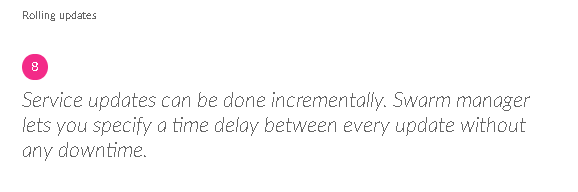 Rolling updates
8
Service updates can be done incrementally. Swarm manager
lets you specify a time delay between every update without
any downtime.